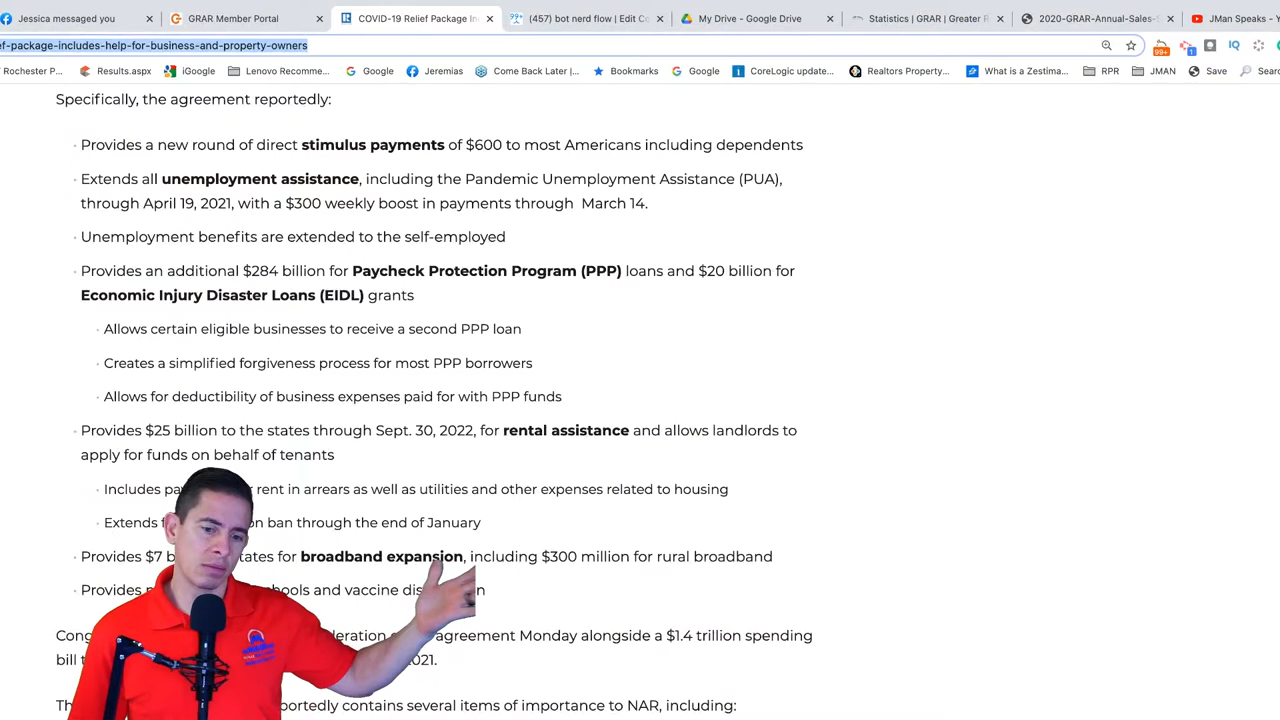 Jessica messaged you × GRAR Member Portal × COVID-19 Relief Package In × (457) bot nerd flow | Edit Co × My Drive - Google Drive × Statistics | GRAR | Greater R × 2020-GRAR-Annual-Sales- × JMan Speaks -
ef-package-includes-help-for-business-and-property-owners
Rochester P... Results.aspx iGoogle Lenovo Recomme... Google Jeremias Come Back Later |... Bookmarks Google CoreLogic update... Realtors Property... What is a Zestima... RPR JMAN Save Searc
Specifically, the agreement reportedly:
Provides a new round of direct stimulus payments of $600 to most Americans including dependents
Extends all unemployment assistance, including the Pandemic Unemployment Assistance (PUA),
through April 19, 2021, with a $300 weekly boost in payments through March 14.
Unemployment benefits are extended to the self-employed
Provides an additional $284 billion for Paycheck Protection Program (PPP) loans and $20 billion for
Economic Injury Disaster Loans (EIDL) grants
Allows certain eligible businesses to receive a second PPP loan
Creates a simplified forgiveness process for most PPP borrowers
Allows for deductibility of business expenses paid for with PPP funds
Provides $25 billion to the states through Sept. 30, 2022, for rental assistance and allows landlords to
apply for funds on behalf of tenants
Includes rent in arrears as well as utilities and other expenses related to housing
Extends ban through the end of January
Provides $7 for broadband expansion, including $300 million for rural broadband
Provides and vaccine
agreement Monday alongside a $1.4 trillion spending
bill 2021.
contains several items of importance to NAR, including: